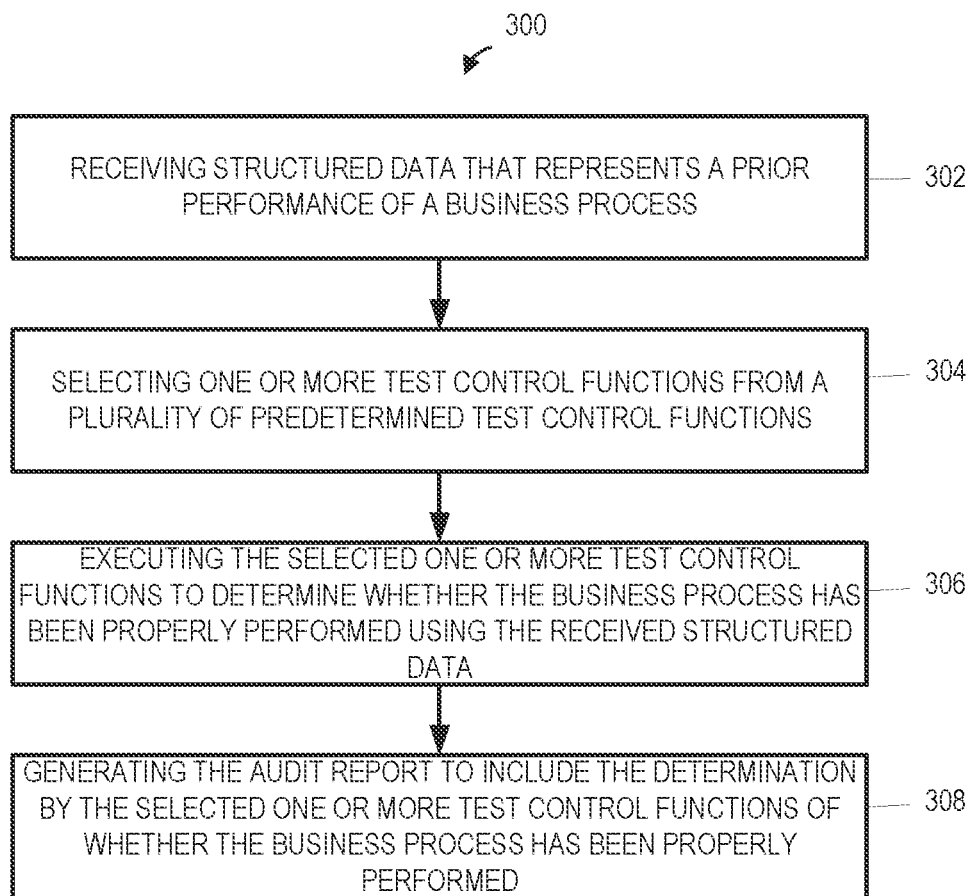 300
RECEIVING STRUCTURED DATA THAT REPRESENTS A PRIOR
PERFORMANCE OF A BUSINESS PROCESS
302
SELECTING ONE OR MORE TEST CONTROL FUNCTIONS FROM A
PLURALITY OF PREDETERMINED TEST CONTROL FUNCTIONS
304
EXECUTING THE SELECTED ONE OR MORE TEST CONTROL
FUNCTIONS TO DETERMINE WHETHER THE BUSINESS PROCESS HAS
BEEN PROPERLY PERFORMED USING THE RECEIVED STRUCTURED
DATA
306
GENERATING THE AUDIT REPORT TO INCLUDE THE DETERMINATION
BY THE SELECTED ONE OR MORE TEST CONTROL FUNCTIONS OF
WHETHER THE BUSINESS PROCESS HAS BEEN PROPERLY
PERFORMED
308